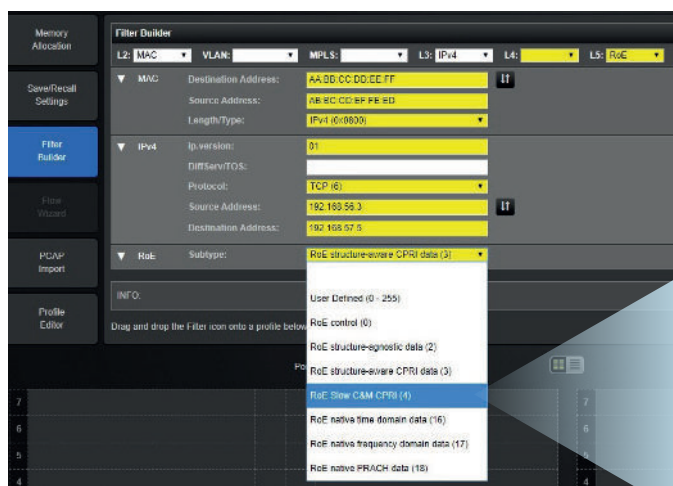 Memory
Allocation
Save/Recall
Settings
Filter
Builder
Flow
Wizard
PCAP
Import
Profile
Editor
Filter Builder
L2: MAC VLAN: MPLS: L3: IPv4 L4: L5: RoE
MAC Destination Address: AA:BB:CC:DD:EE:FF
Source Address: AB:BC:CD:EF:FE:ED
Length/Type: IPv4 (0x0800)
IPv4 ip.version: 01
DiffServ/TOS:
Protocol: TCP (6)
Source Address: 192.168.56.3
Destination Address: 192.168.57.5
RoE Subtype: RoE structure-aware CPRI data (3)
INFO:
User Defined (0 - 255)
RoE control (0)
RoE structure-agnostic data (2)
RoE structure-aware CPRI data (3)
RoE Slow C&M CPRI (4)
RoE native time domain data (16)
RoE native frequency domain data (17)
RoE native PRACH data (18)
Drag and drop the Filter icon onto a profile below
7
6
5
4
7
6
5
4